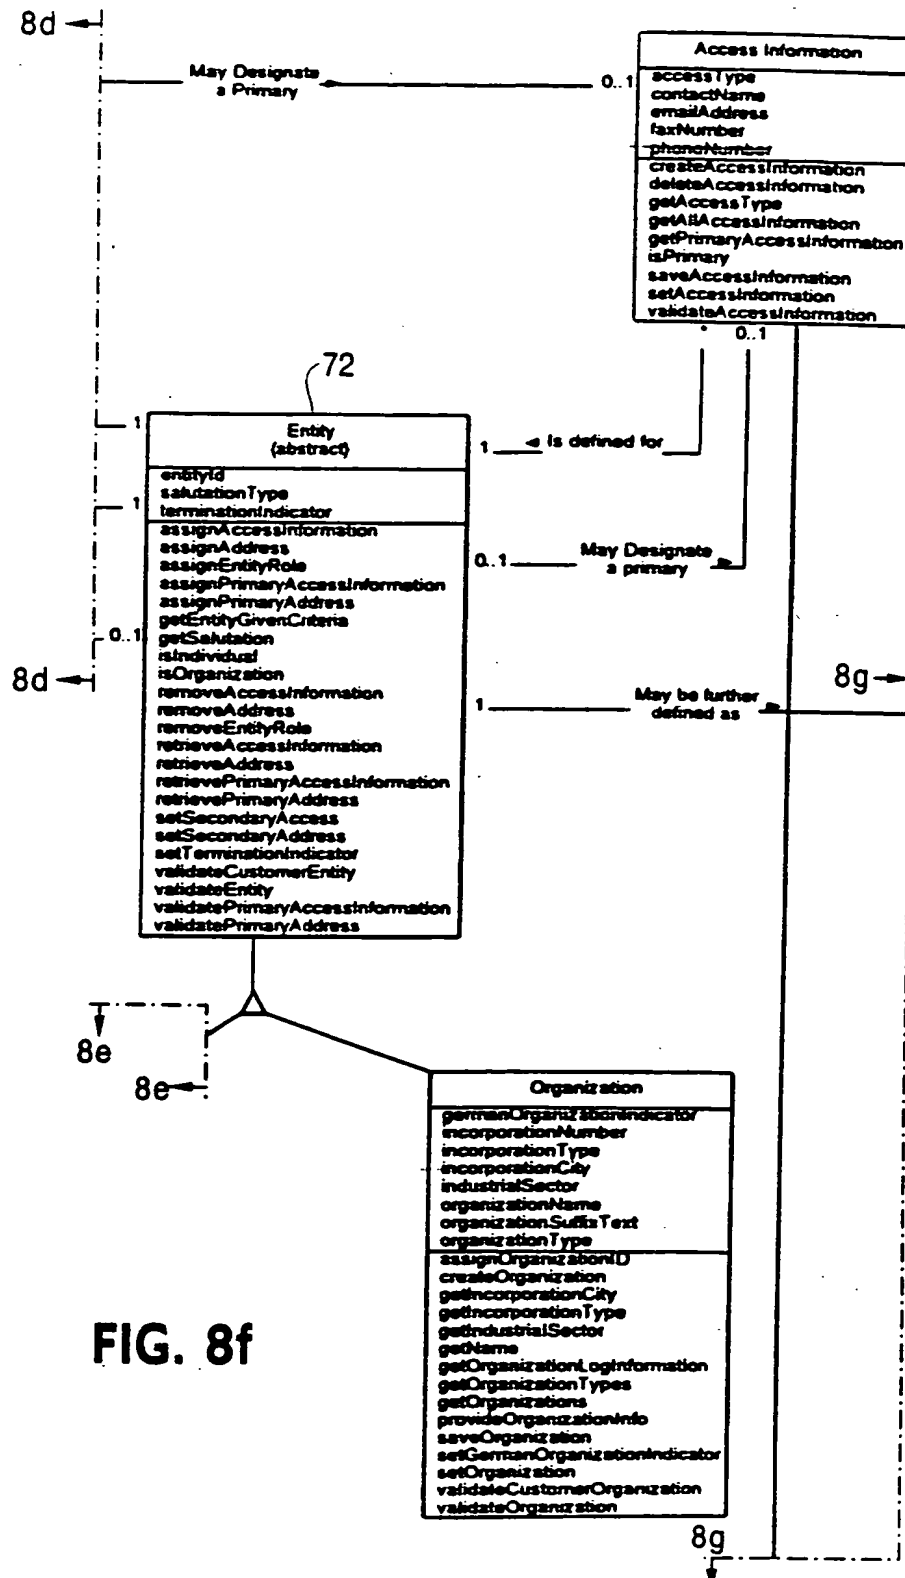 8d
May Designate
a Primary
0..1
Access Information
accessType
contactName
emailAddress
faxNumber
phoneNumber
createAccessInformation
deleteAccessInformation
getAccessType
getAllAccessInformation
getPrimaryAccessInformation
isPrimary
saveAccessInformation
setAccessInformation
validateAccessInformation
*
0..1
72
1
Entity
(abstract)
1
Is defined for
entityId
salutationType
terminationIndicator
1
assignAccessInformation
assignAddress
assignEntityRole
assignPrimaryAccessInformation
assignPrimaryAddress
getEntityGivenCriteria
getSalutation
isIndividual
isOrganization
removeAccessInformation
removeAddress
removeEntityRole
retrieveAccessInformation
retrieveAddress
retrievePrimaryAccessInformation
retrievePrimaryAddress
setSecondaryAccess
setSecondaryAddress
setTerminationIndicator
validateCustomerEntity
validateEntity
validatePrimaryAccessInformation
validatePrimaryAddress
0..1
May Designate
a primary
0..1
8d
8g
1
May be further
defined as
8e
8e
Organization
germanOrganizationIndicator
incorporationNumber
incorporationType
incorporationCity
industrialSector
organizationName
organizationSuffixText
organizationType
assignOrganizationID
createOrganization
getIncorporationCity
getIncorporationType
getIndustrialSector
getName
getOrganizationLogInformation
getOrganizationTypes
getOrganizations
provideOrganizationInfo
saveOrganization
setGermanOrganizationIndicator
setOrganization
validateCustomerOrganization
validateOrganization
FIG. 8f
8g